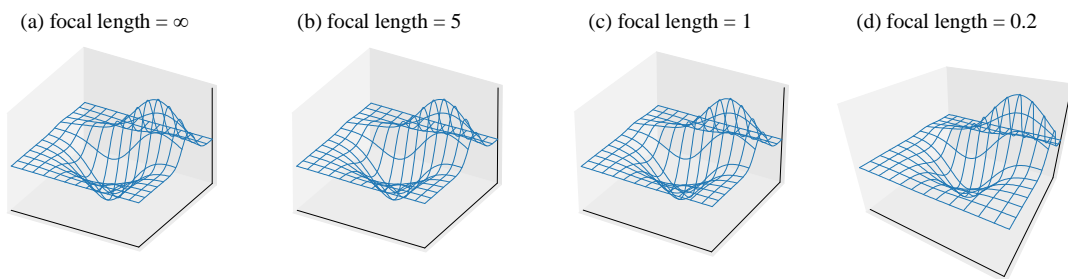 (a) focal length = ∞
(b) focal length = 5
(c) focal length = 1
(d) focal length = 0.2